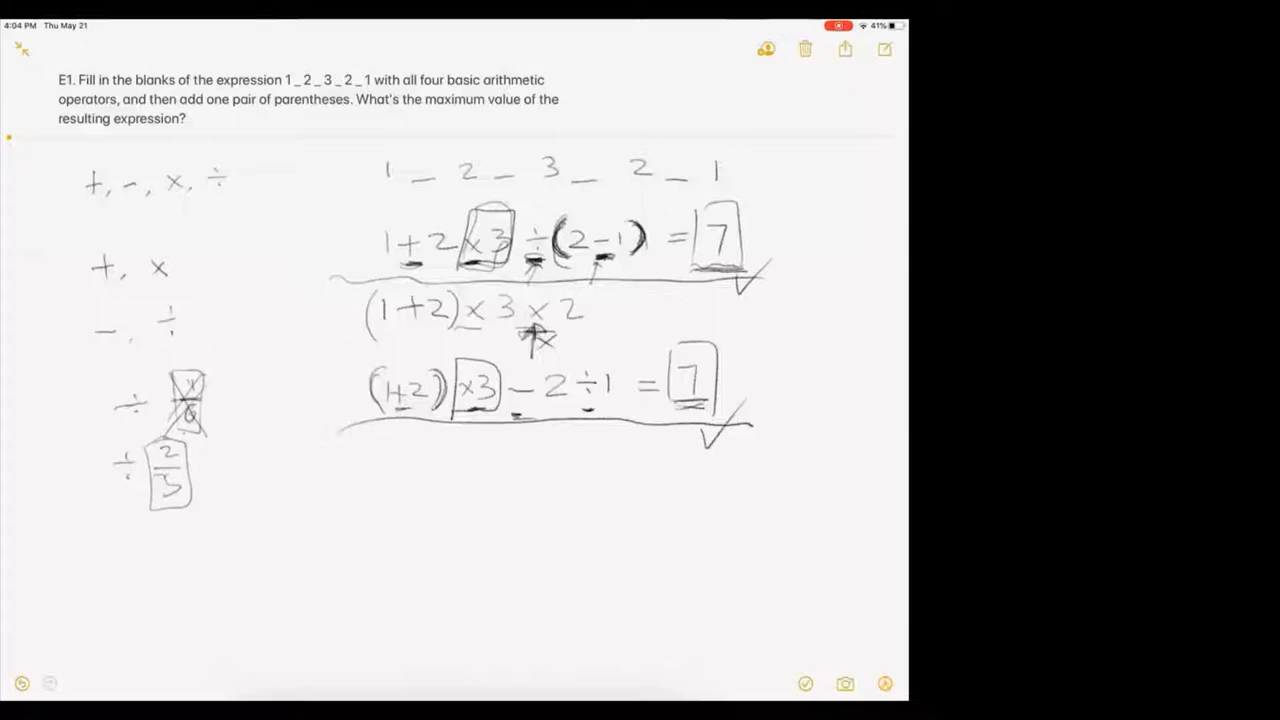 4:04 PM Thu May 21
41%
E1. Fill in the blanks of the expression 1 _ 2 _ 3 _ 2 _ 1 with all four basic arithmetic
operators, and then add one pair of parentheses. What's the maximum value of the
resulting expression?
+, -, ×, ÷
1 _ 2 _ 3 _ 2 _ 1
1 + 2 × 3 ÷ (2 - 1) = 7
+, ×
(1 + 2) × 3 × 2
-, ÷
×
(1+2) ×3 - 2 ÷ 1 = 7
÷
÷ 2/3